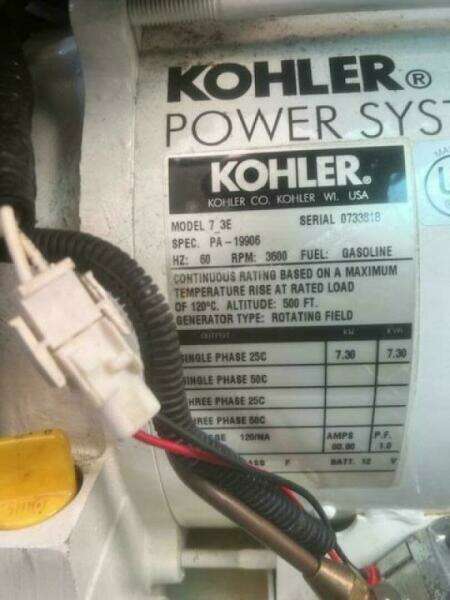 KOHLER®
POWER SYST
KOHLER®
KOHLER CO. KOHLER WI. USA
MODEL 7_3E SERIAL 0733818
SPEC. PA-19906
HZ: 60 RPM: 3600 FUEL: GASOLINE
CONTINUOUS RATING BASED ON A MAXIMUM
TEMPERATURE RISE AT RATED LOAD
OF 120°C. ALTITUDE: 500 FT.
GENERATOR TYPE: ROTATING FIELD
OUTPUT KW KVA
SINGLE PHASE 25C 7.30 7.30
SINGLE PHASE 50C
THREE PHASE 25C
THREE PHASE 50C
120/NA AMPS P.F.
60.80 1.0
F BATT. 12 V